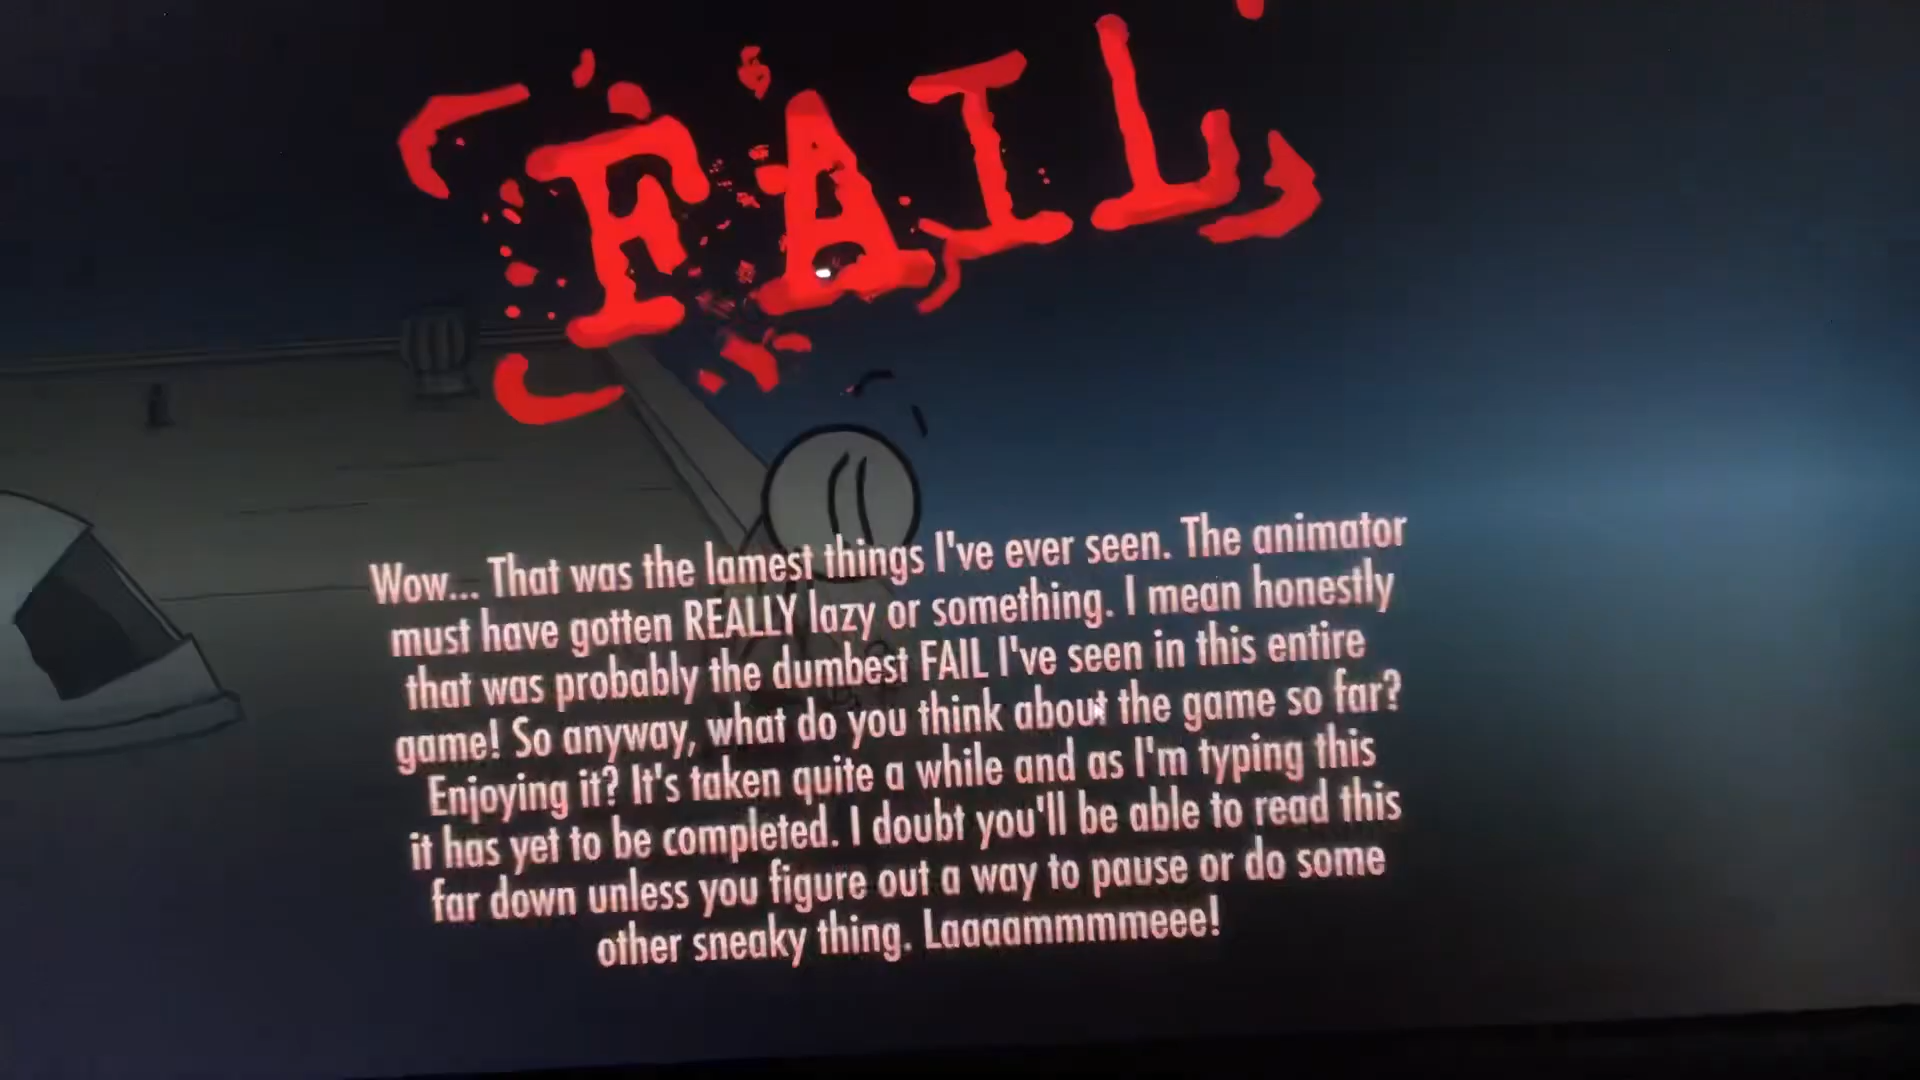 FAIL
Wow... That was the lamest things I've ever seen. The animator
must have gotten REALLY lazy or something. I mean honestly
that was probably the dumbest FAIL I've seen in this entire
game! So anyway, what do you think about the game so far?
Enjoying it? It's taken quite a while and as I'm typing this
it has yet to be completed. I doubt you'll be able to read this
far down unless you figure out a way to pause or do some
other sneaky thing. Laaaammmmeee!